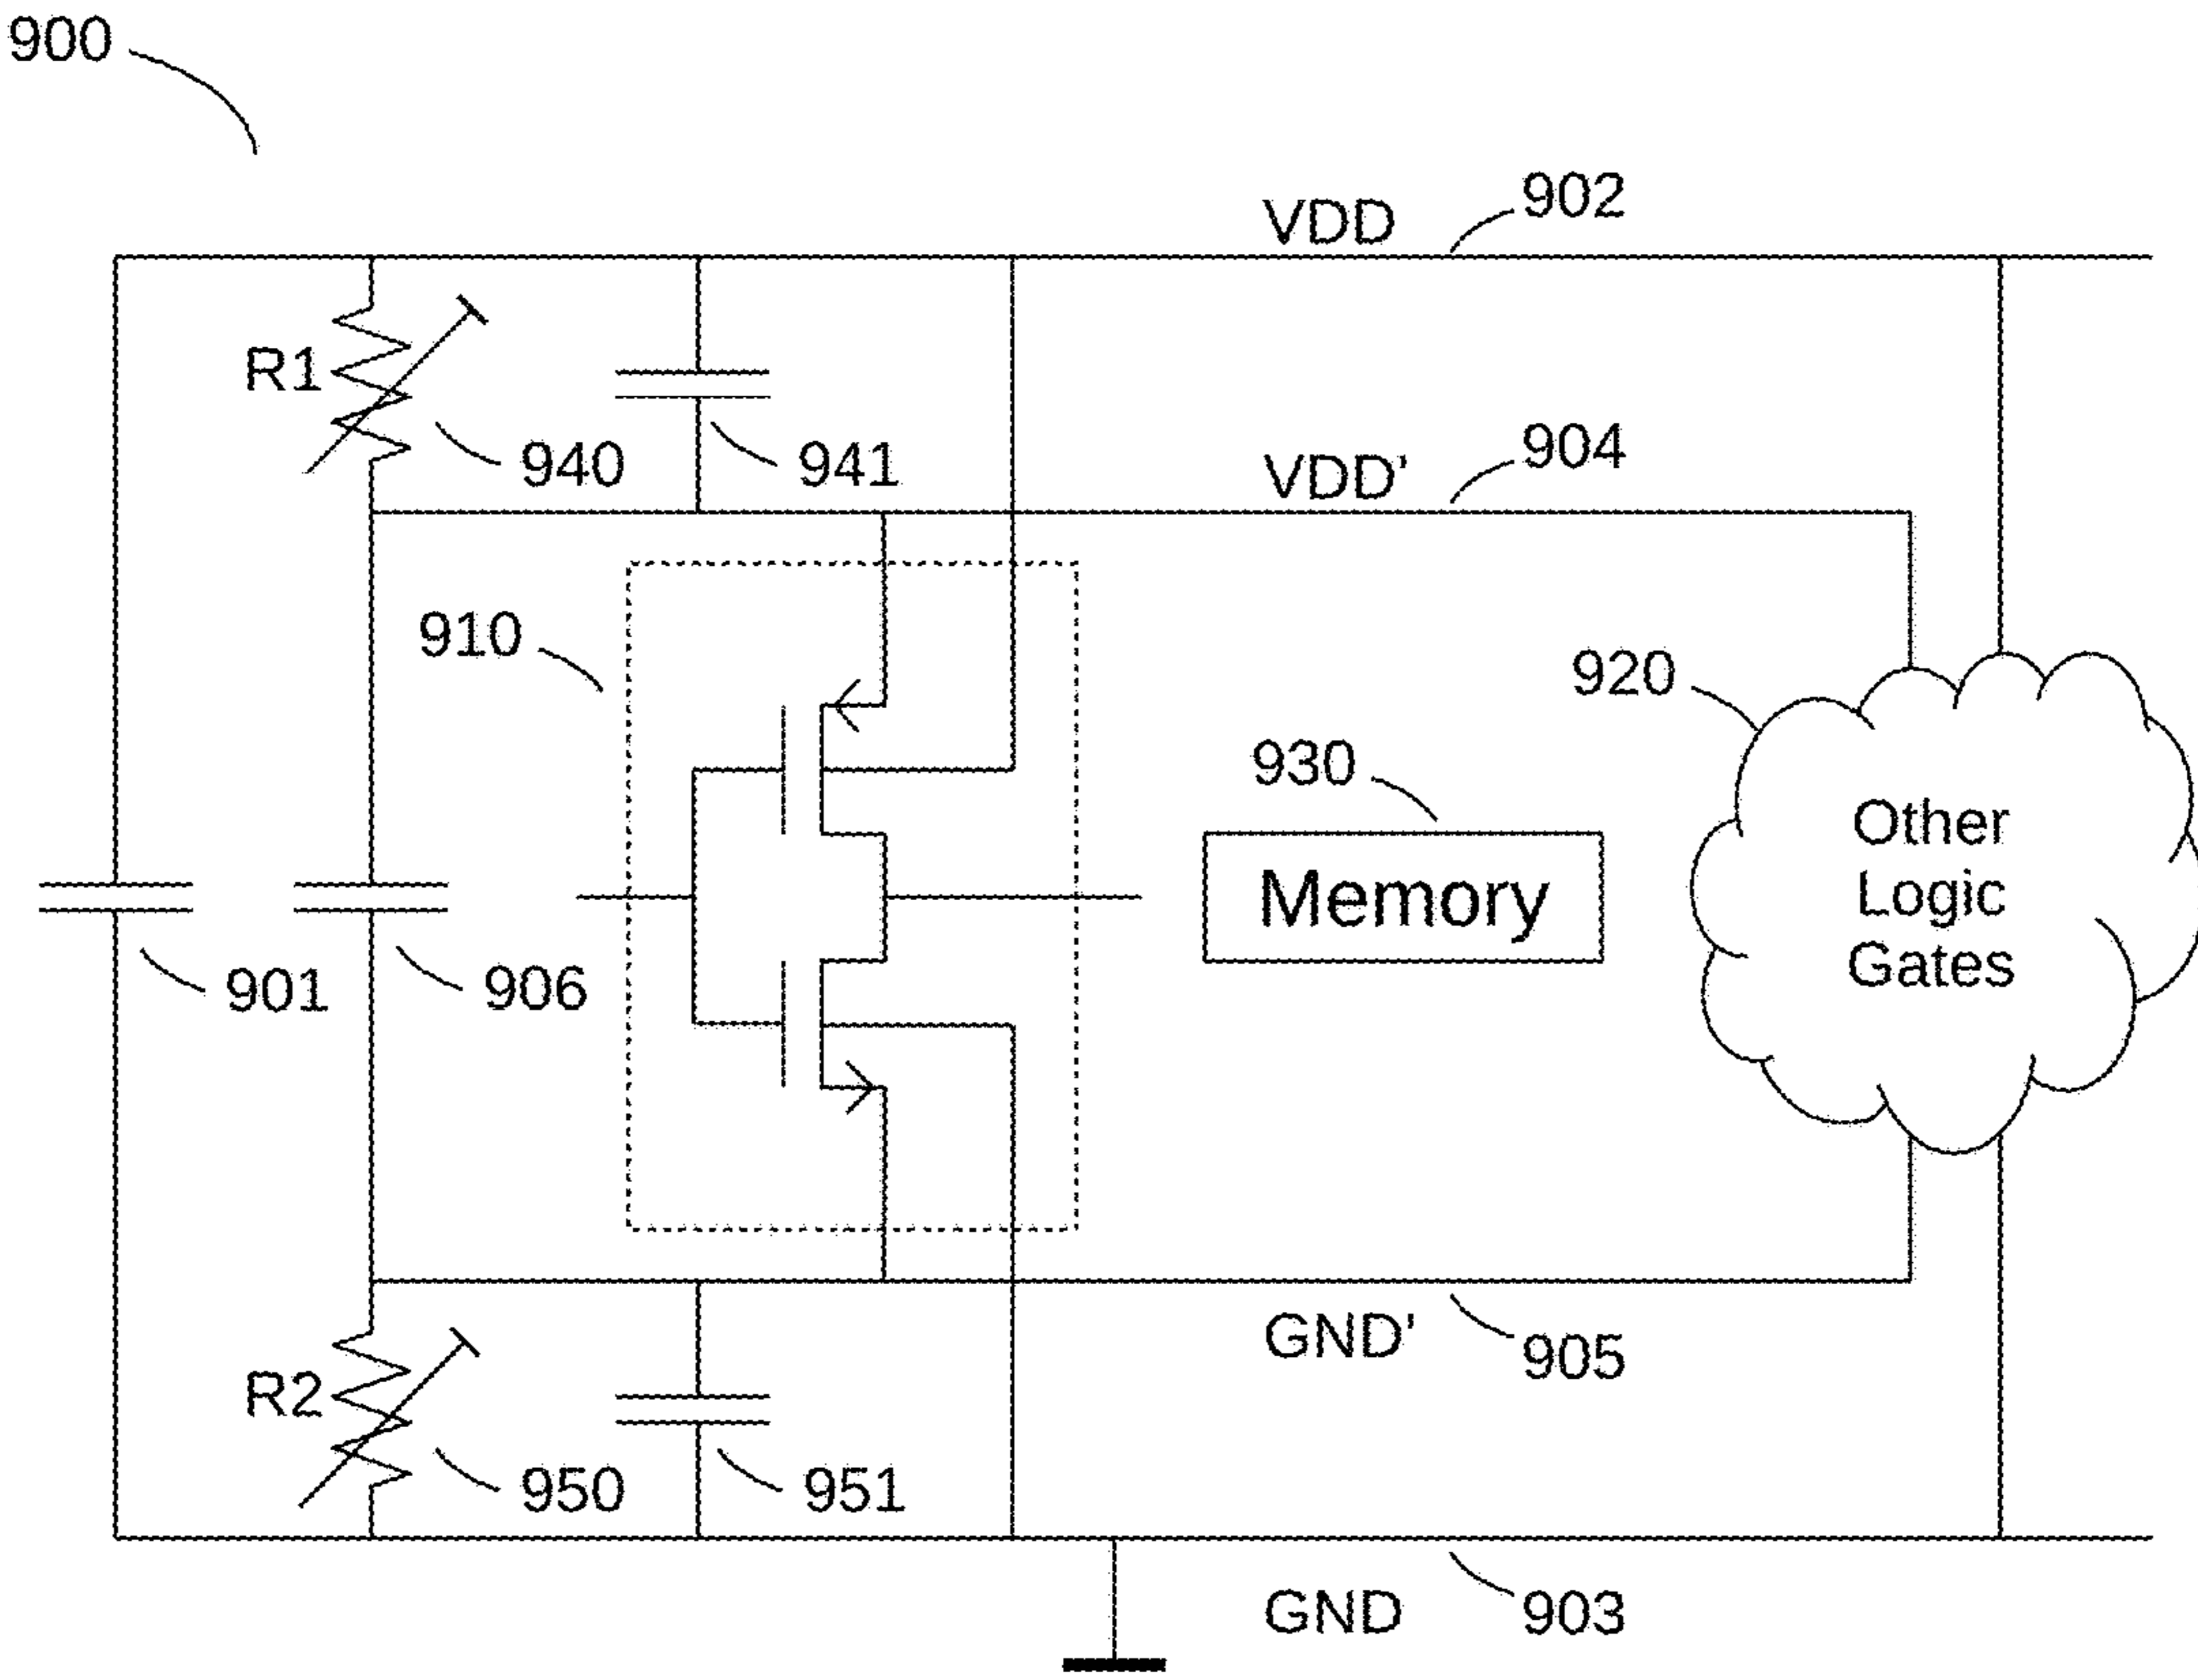 900
VDD
902
R1
940
941
VDD'
904
910
920
930
Memory
Other
Logic
Gates
901
906
GND'
905
R2
950
951
GND
903